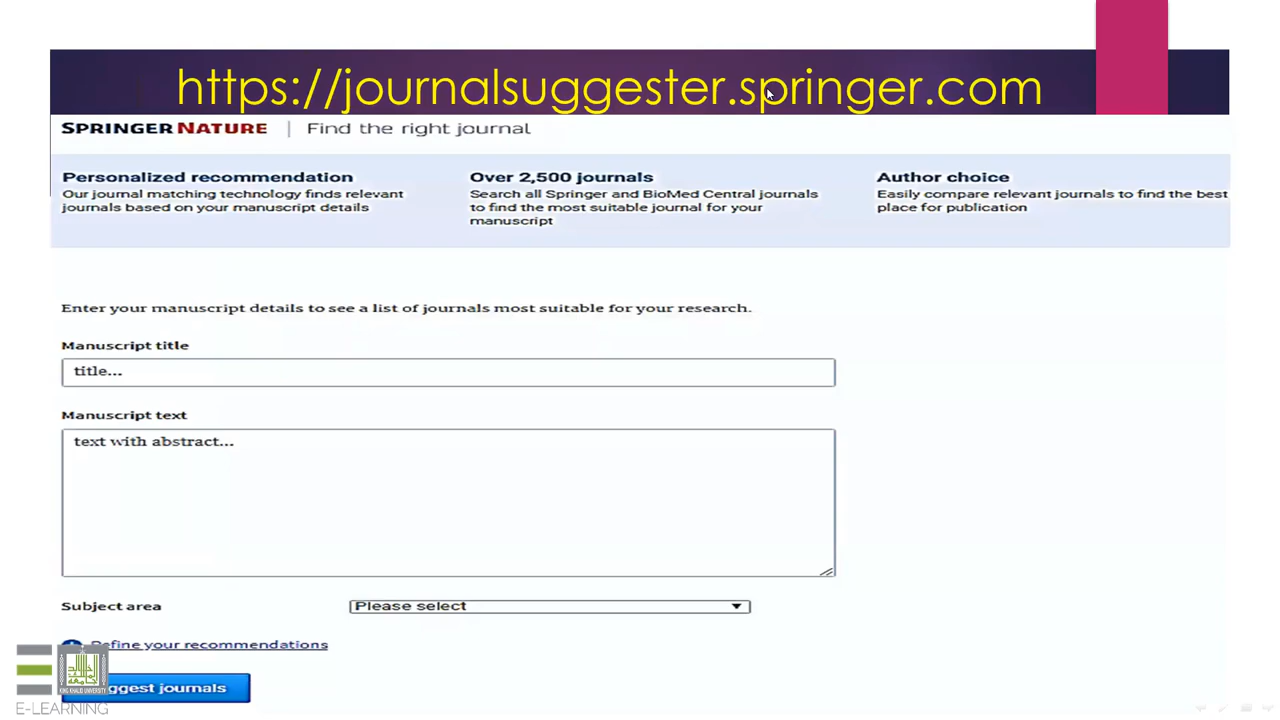 https://journalsuggester.springer.com
SPRINGER NATURE | Find the right journal
Personalized recommendation
Our journal matching technology finds relevant
journals based on your manuscript details
Over 2,500 journals
Search all Springer and BioMed Central journals
to find the most suitable journal for your
manuscript
Author choice
Easily compare relevant journals to find the best
place for publication
Enter your manuscript details to see a list of journals most suitable for your research.
Manuscript title
title...
Manuscript text
text with abstract...
Subject area
Please select
Refine your recommendations
ggest journals
KING KHALID UNIVERSITY
E-LEARNING